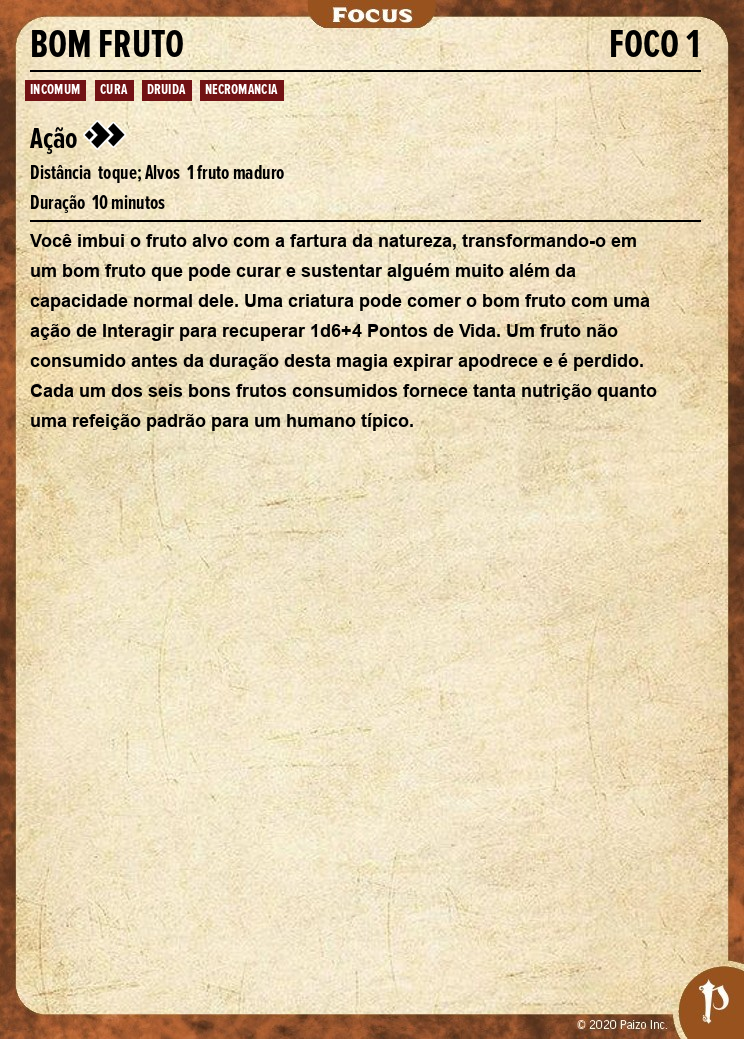 Focus
BOM FRUTO FOCO 1
INCOMUM CURA DRUIDA NECROMANCIA
Ação
Distância toque; Alvos 1 fruto maduro
Duração 10 minutos
Você imbui o fruto alvo com a fartura da natureza, transformando-o em
um bom fruto que pode curar e sustentar alguém muito além da
capacidade normal dele. Uma criatura pode comer o bom fruto com uma
ação de Interagir para recuperar 1d6+4 Pontos de Vida. Um fruto não
consumido antes da duração desta magia expirar apodrece e é perdido.
Cada um dos seis bons frutos consumidos fornece tanta nutrição quanto
uma refeição padrão para um humano típico.
© 2020 Paizo Inc.